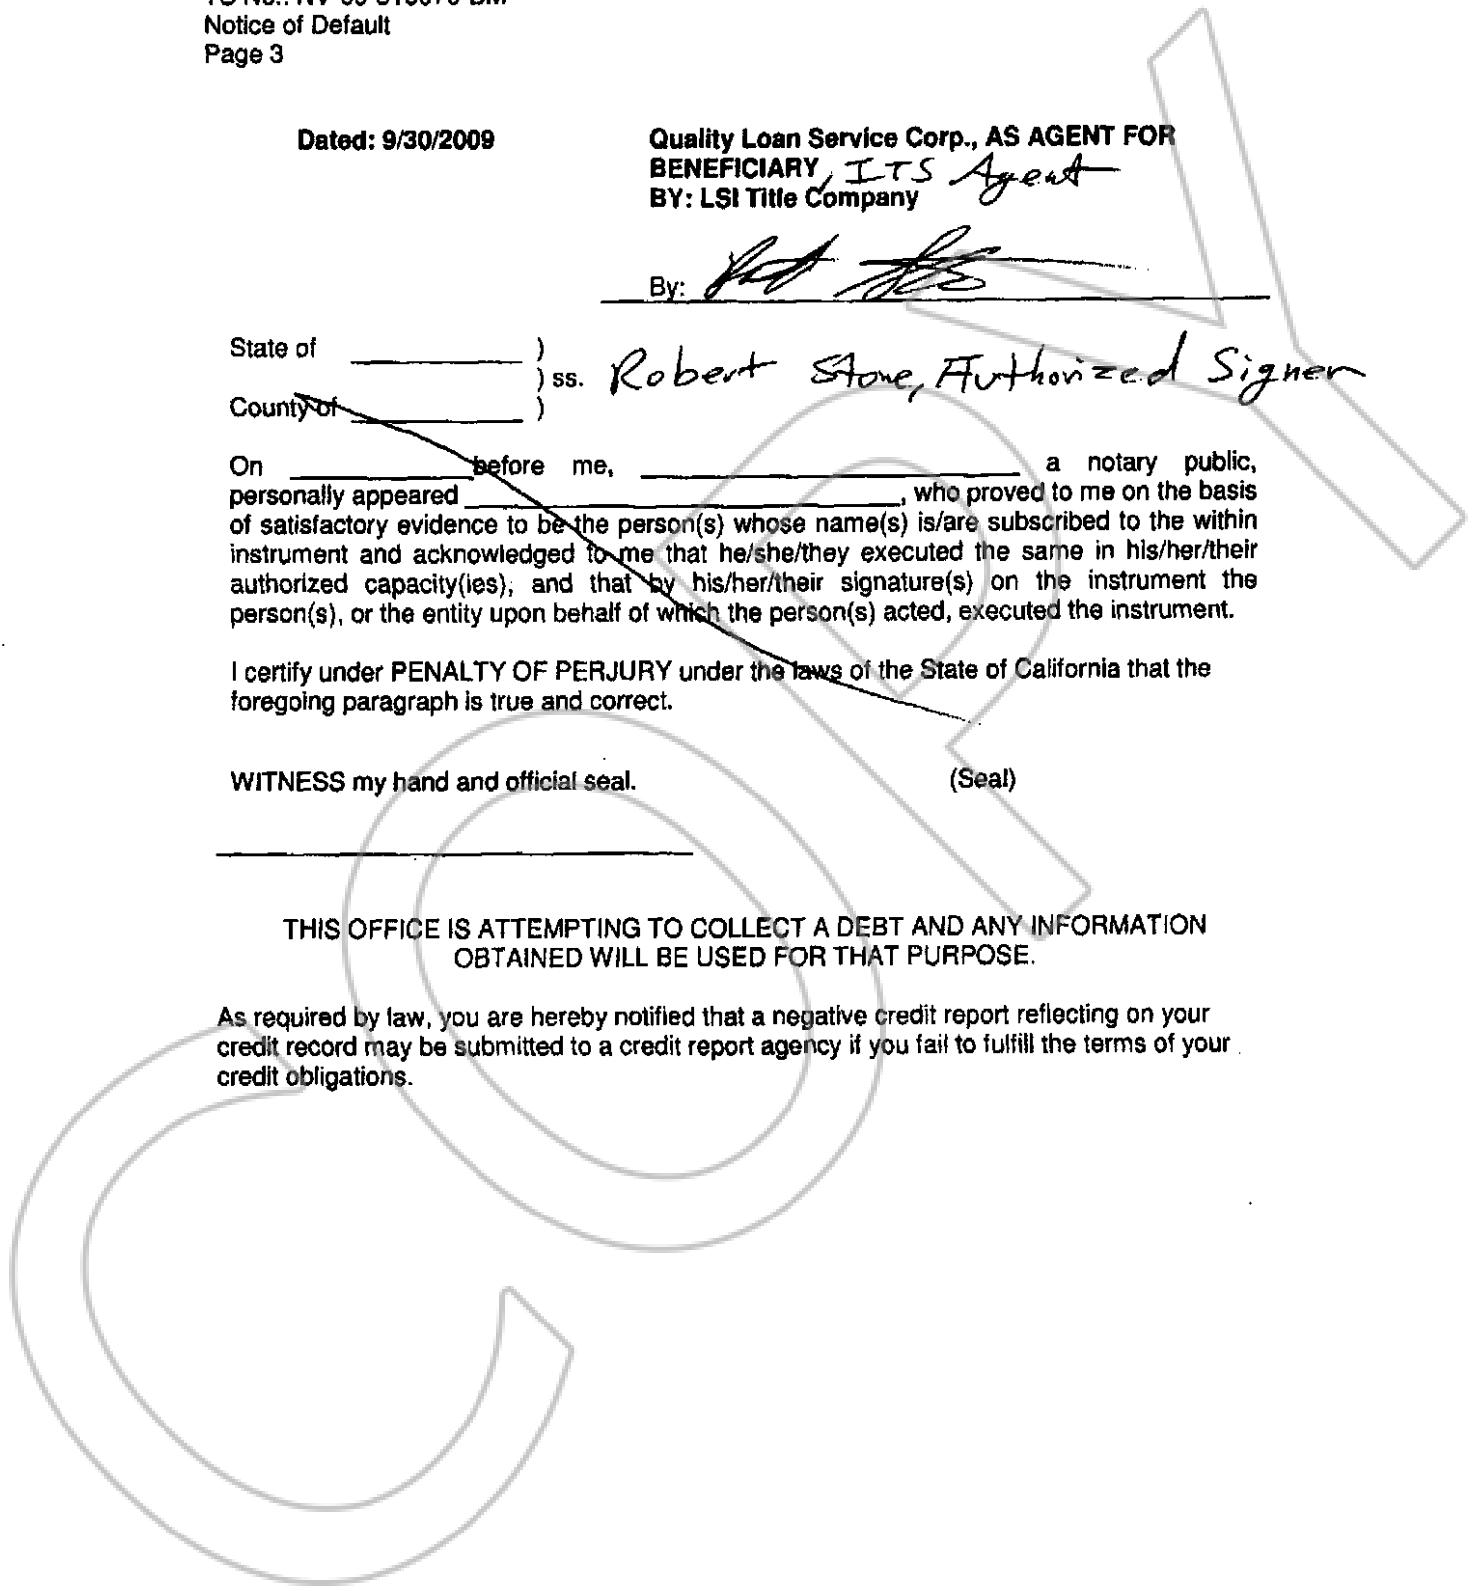 Notice of Default
Page 3
Dated: 9/30/2009
Quality Loan Service Corp., AS AGENT FOR
BENEFICIARY, ITS Agent
BY: LSI Title Company
By:
State of __________ )
) ss. Robert Stone, Authorized Signer
County of __________ )
On __________ before me, __________ a notary public,
personally appeared __________, who proved to me on the basis
of satisfactory evidence to be the person(s) whose name(s) is/are subscribed to the within
instrument and acknowledged to me that he/she/they executed the same in his/her/their
authorized capacity(ies), and that by his/her/their signature(s) on the instrument the
person(s), or the entity upon behalf of which the person(s) acted, executed the instrument.
I certify under PENALTY OF PERJURY under the laws of the State of California that the
foregoing paragraph is true and correct.
WITNESS my hand and official seal. (Seal)
THIS OFFICE IS ATTEMPTING TO COLLECT A DEBT AND ANY INFORMATION
OBTAINED WILL BE USED FOR THAT PURPOSE.
As required by law, you are hereby notified that a negative credit report reflecting on your
credit record may be submitted to a credit report agency if you fail to fulfill the terms of your
credit obligations.
COPY